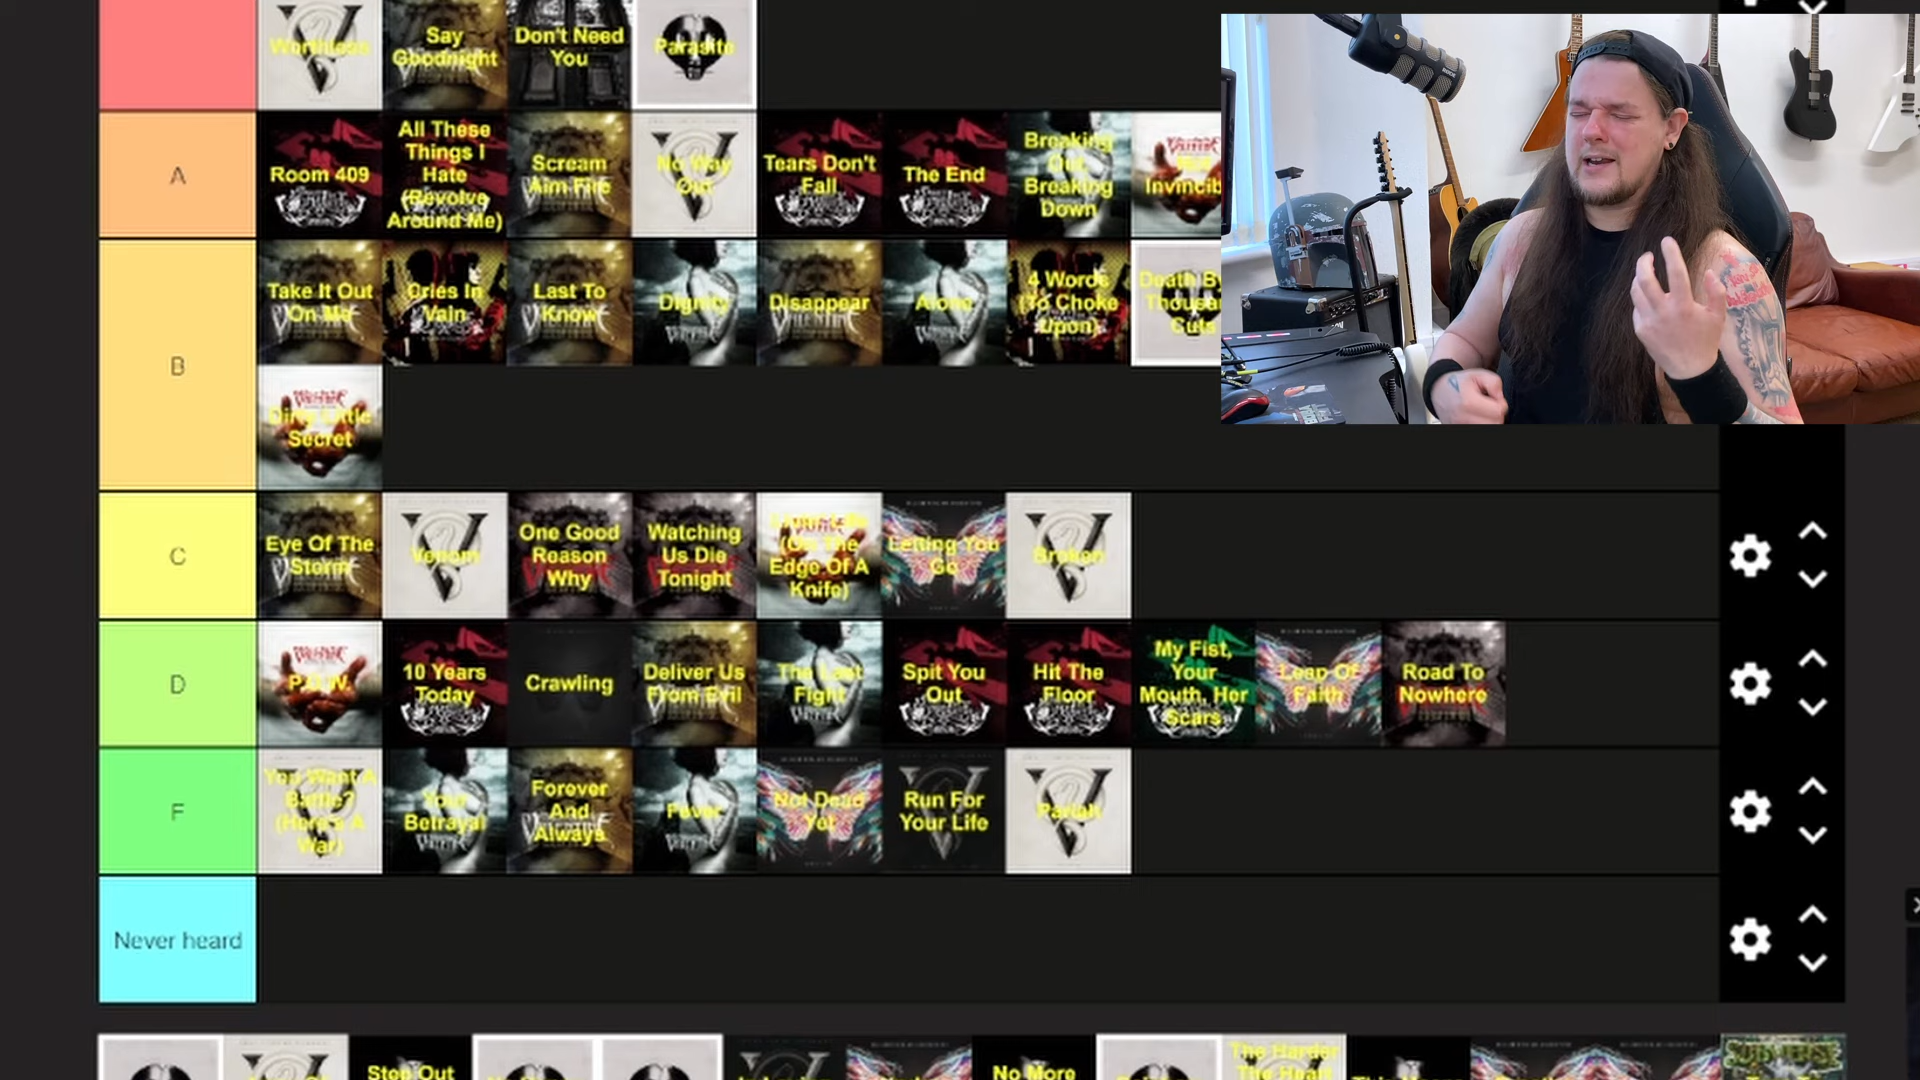 Worthless
Say
Goodnight
Don't Need
You
Parasite
A
Room 409
All These
Things I
Hate
(Revolve
Around Me)
Scream
Aim Fire
No Way
Out
Tears Don't
Fall
The End
Breaking
Out,
Breaking
Down
Invincib
B
Take It Out
On Me
Cries In
Vain
Last To
Know
Dignity
Disappear
Alone
4 Words
(To Choke
Upon)
Death By
Thousan
Cuts
Dirty Little
Secret
C
Eye Of The
Storm
Venom
One Good
Reason
Why
Watching
Us Die
Tonight
(On The
Edge Of A
Knife)
Letting You
Go
Broken
D
P.O.W.
10 Years
Today
Crawling
Deliver Us
From Evil
The Last
Fight
Spit You
Out
Hit The
Floor
My Fist,
Your
Mouth, Her
Scars
Leap Of
Faith
Road To
Nowhere
F
You Want A
Battle?
(Here's A
War)
Your
Betrayal
Forever
And
Always
Fever
Not Dead
Yet
Run For
Your Life
Pariah
Never heard
Step Out
No More
The Harder
The Heart